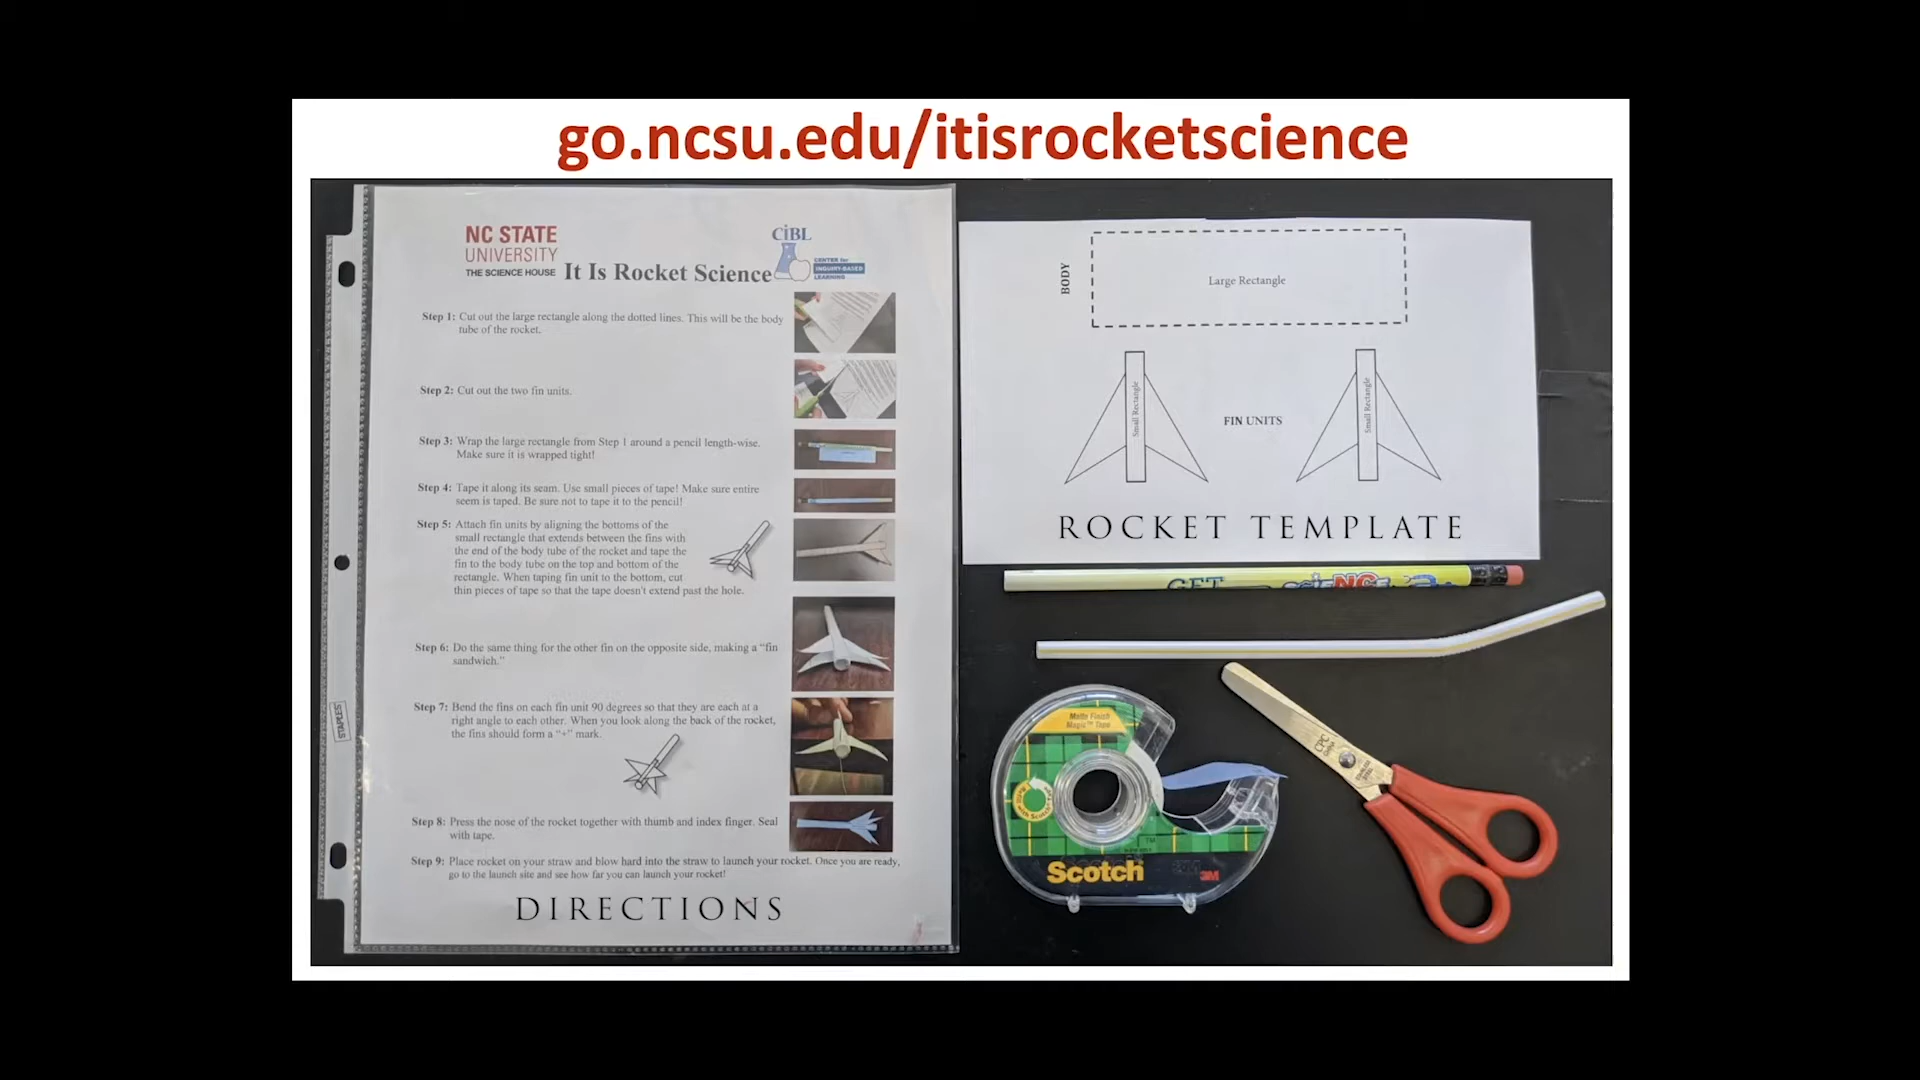 go.ncsu.edu/itisrocketscience
NC STATE
UNIVERSITY
THE SCIENCE HOUSE
It Is Rocket Science
CiBL
CENTER for
INQUIRY-BASED
LEARNING
Step 1: Cut out the large rectangle along the dotted lines. This will be the body
tube of the rocket.
Step 2: Cut out the two fin units.
Step 3: Wrap the large rectangle from Step 1 around a pencil length-wise.
Make sure it is wrapped tight!
Step 4: Tape it along its seam. Use small pieces of tape! Make sure entire
seem is taped. Be sure not to tape it to the pencil!
Step 5: Attach fin units by aligning the bottoms of the
small rectangle that extends between the fins with
the end of the body tube of the rocket and tape the
fin to the body tube on the top and bottom of the
rectangle. When taping fin unit to the bottom, cut
thin pieces of tape so that the tape doesn't extend past the hole.
Step 6: Do the same thing for the other fin on the opposite side, making a "fin
sandwich."
Step 7: Bend the fins on each fin unit 90 degrees so that they are each at a
right angle to each other. When you look along the back of the rocket,
the fins should form a "+" mark.
Step 8: Press the nose of the rocket together with thumb and index finger. Seal
with tape.
Step 9: Place rocket on your straw and blow hard into the straw to launch your rocket. Once you are ready,
go to the launch site and see how far you can launch your rocket!
DIRECTIONS
STAPLES
BODY
Large Rectangle
Small Rectangle
FIN UNITS
Small Rectangle
ROCKET TEMPLATE
GET
Matte Finish
Magic™ Tape
Scotch
3M
CPC